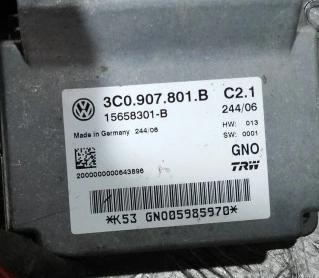 3C0.907.801.B C2.1
15658301-B 244/06
HW: 013
Made in Germany 244/06 SW: 0001
GNO
TRW
2000000000643896
*K53 GN005985970*